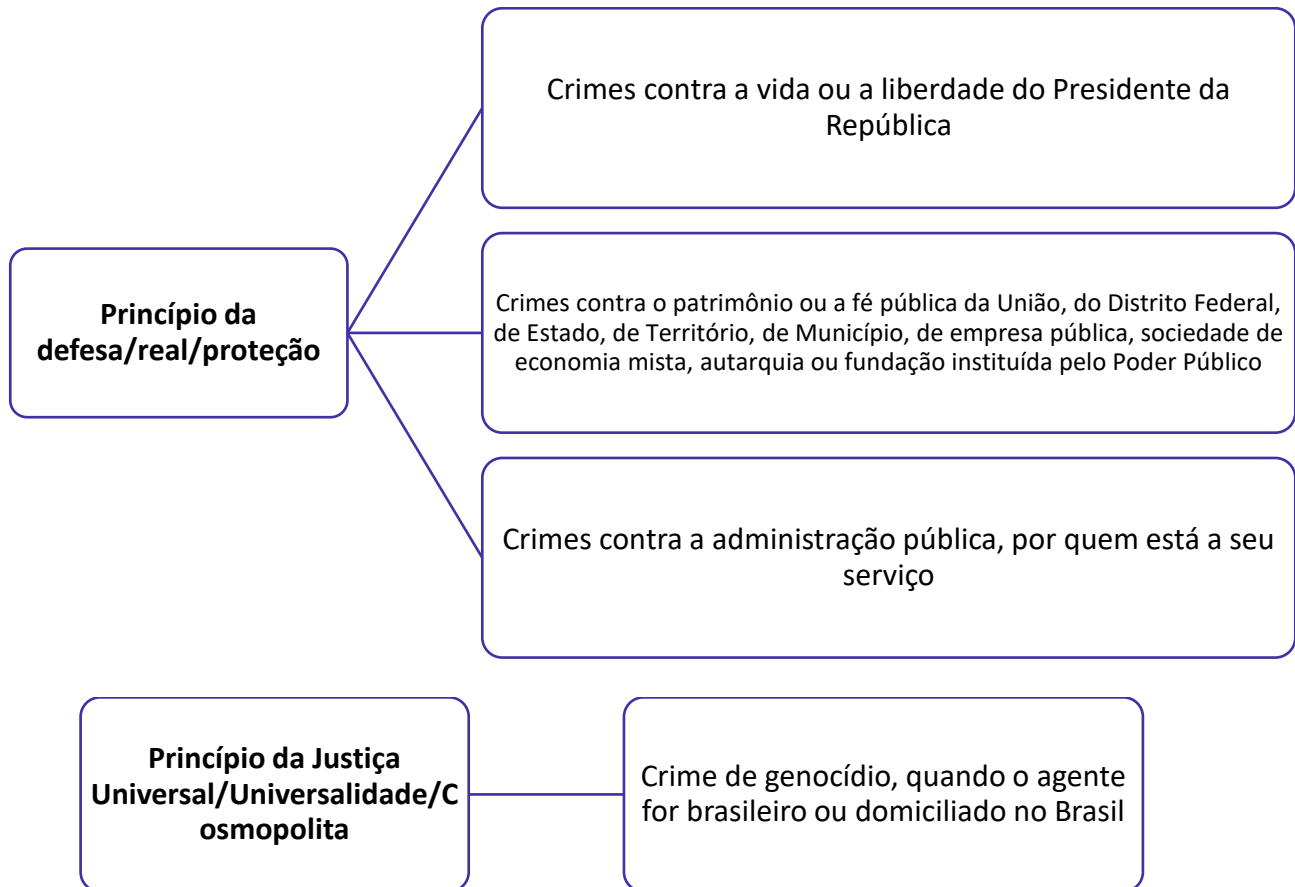 Crimes contra a vida ou a liberdade do Presidente da
República
Princípio da
defesa/real/proteção
Crimes contra o patrimônio ou a fé pública da União, do Distrito Federal,
de Estado, de Território, de Município, de empresa pública, sociedade de
economia mista, autarquia ou fundação instituída pelo Poder Público
Crimes contra a administração pública, por quem está a seu
serviço
Princípio da Justiça
Universal/Universalidade/C
osmopolita
Crime de genocídio, quando o agente
for brasileiro ou domiciliado no Brasil